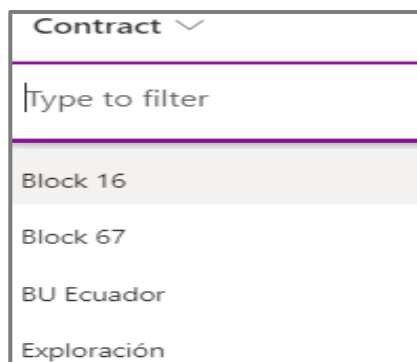 Contract
Type to filter
Block 16
Block 67
BU Ecuador
Exploración